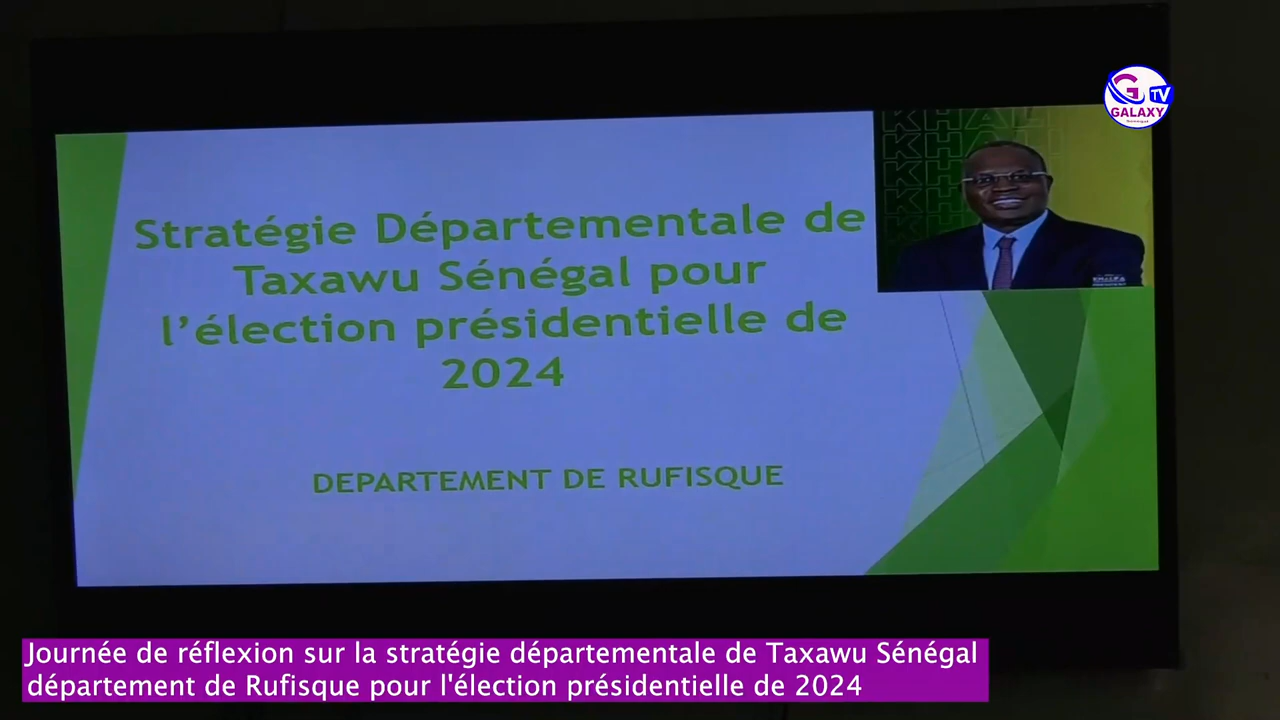 G TV
GALAXY
KHALI
Stratégie Départementale de
Taxawu Sénégal pour
l’élection présidentielle de
2024
DEPARTEMENT DE RUFISQUE
Journée de réflexion sur la stratégie départementale de Taxawu Sénégal
département de Rufisque pour l'élection présidentielle de 2024